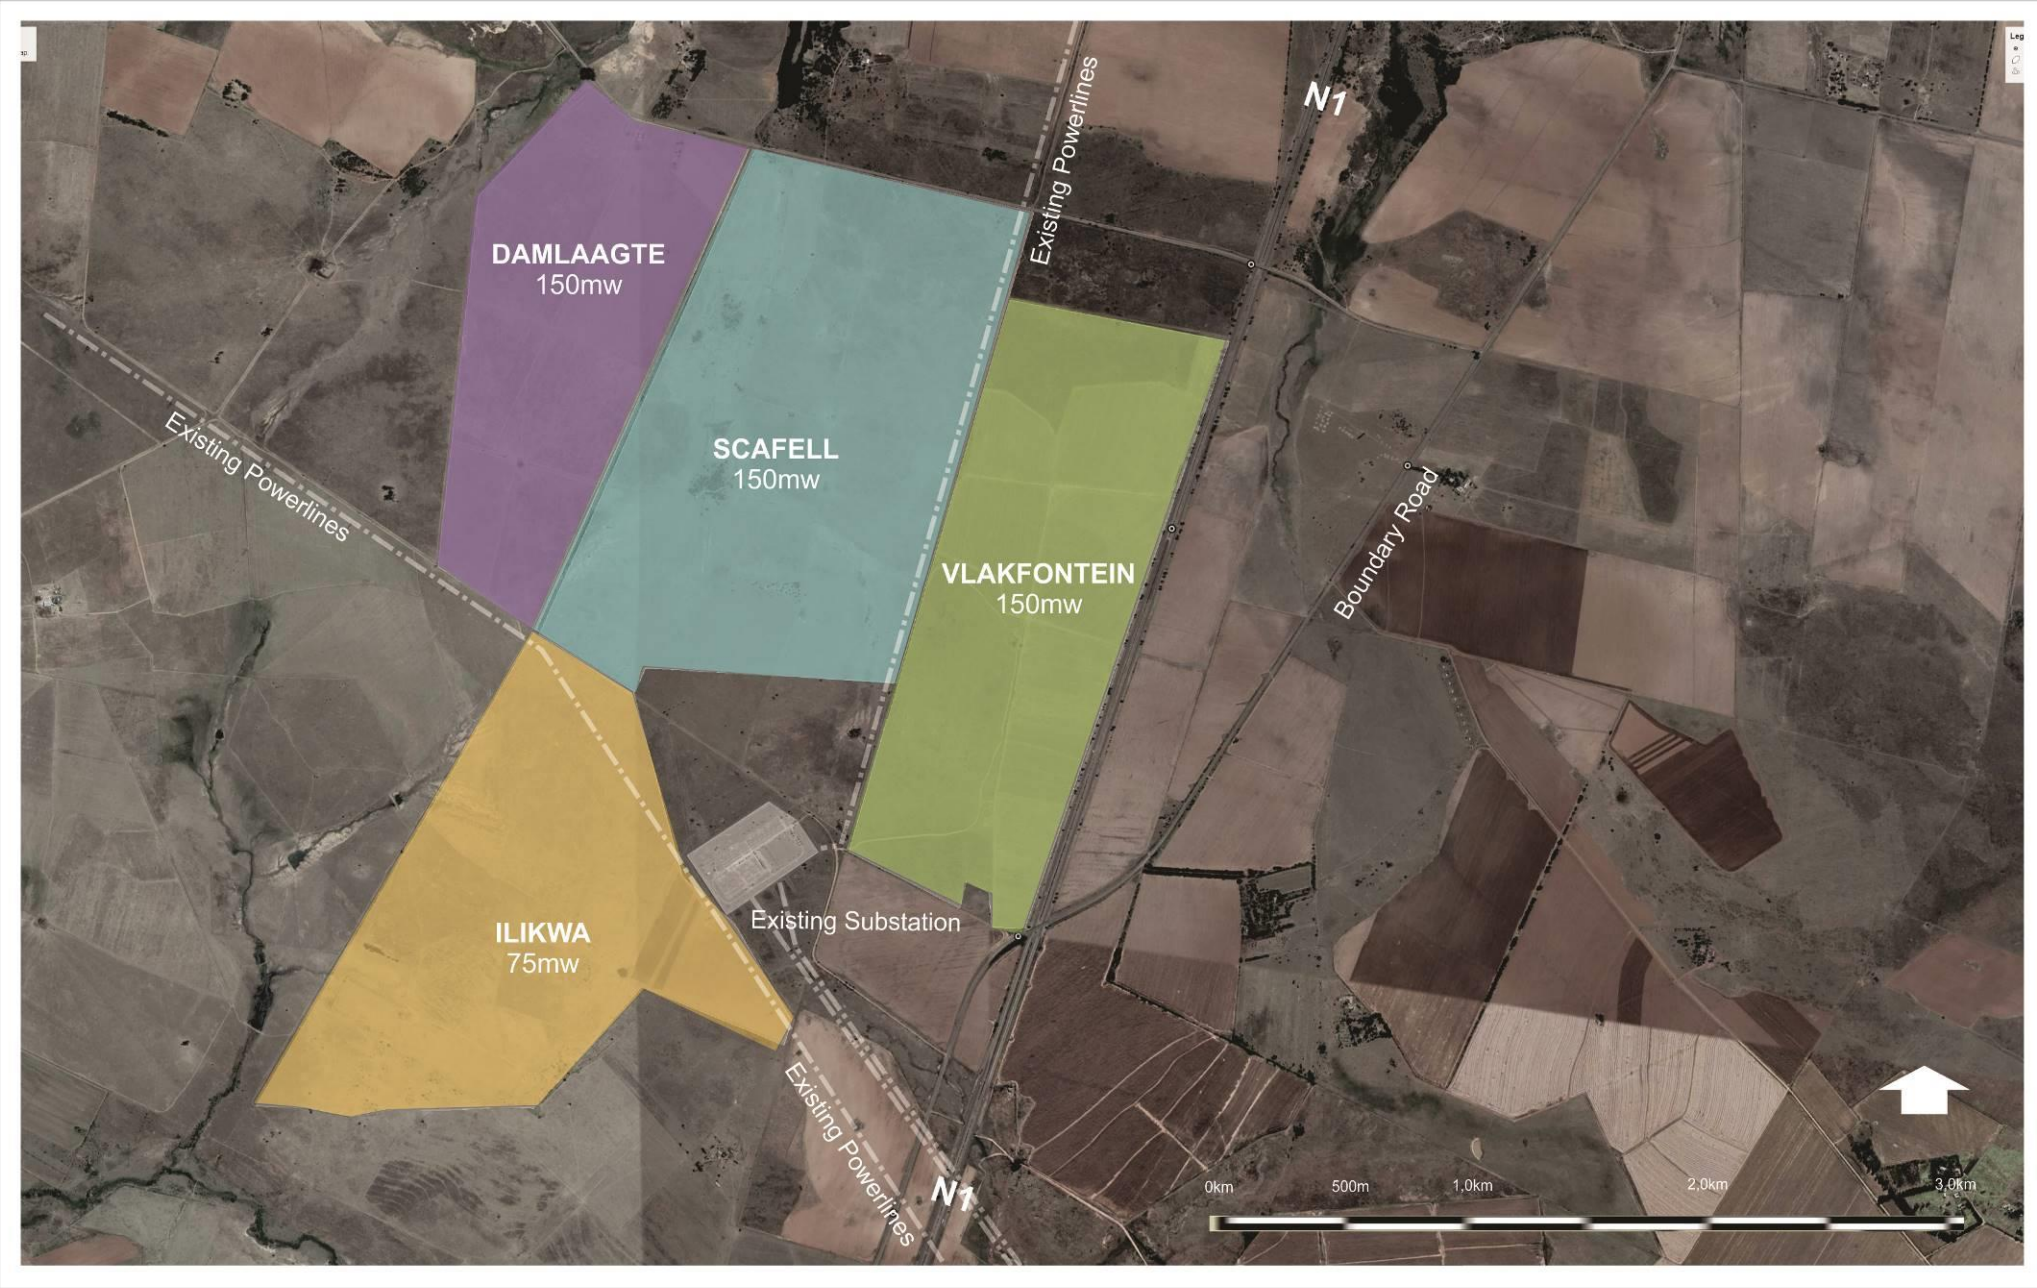 Leg
N1
Existing Powerlines
DAMLAAGTE
150mw
SCAFELL
150mw
Existing Powerlines
VLAKFONTEIN
150mw
Boundary Road
Existing Substation
ILIKWA
75mw
Existing Powerlines
N1
0km 500m 1,0km 2,0km 3,0km